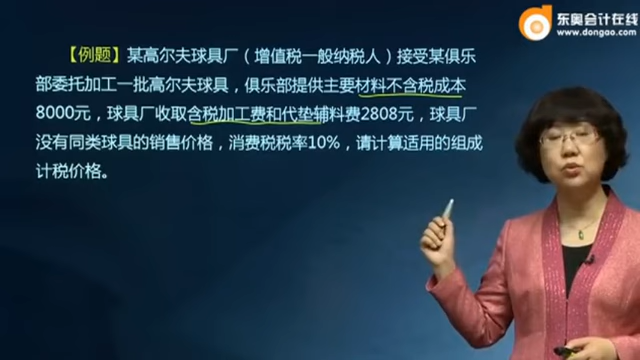 东奥会计在线
www.dongao.com
【例题】某高尔夫球具厂（增值税一般纳税人）接受某俱乐
部委托加工一批高尔夫球具，俱乐部提供主要材料不含税成本
8000元，球具厂收取含税加工费和代垫辅料费2808元，球具厂
没有同类球具的销售价格，消费税税率10%，请计算适用的组成
计税价格。